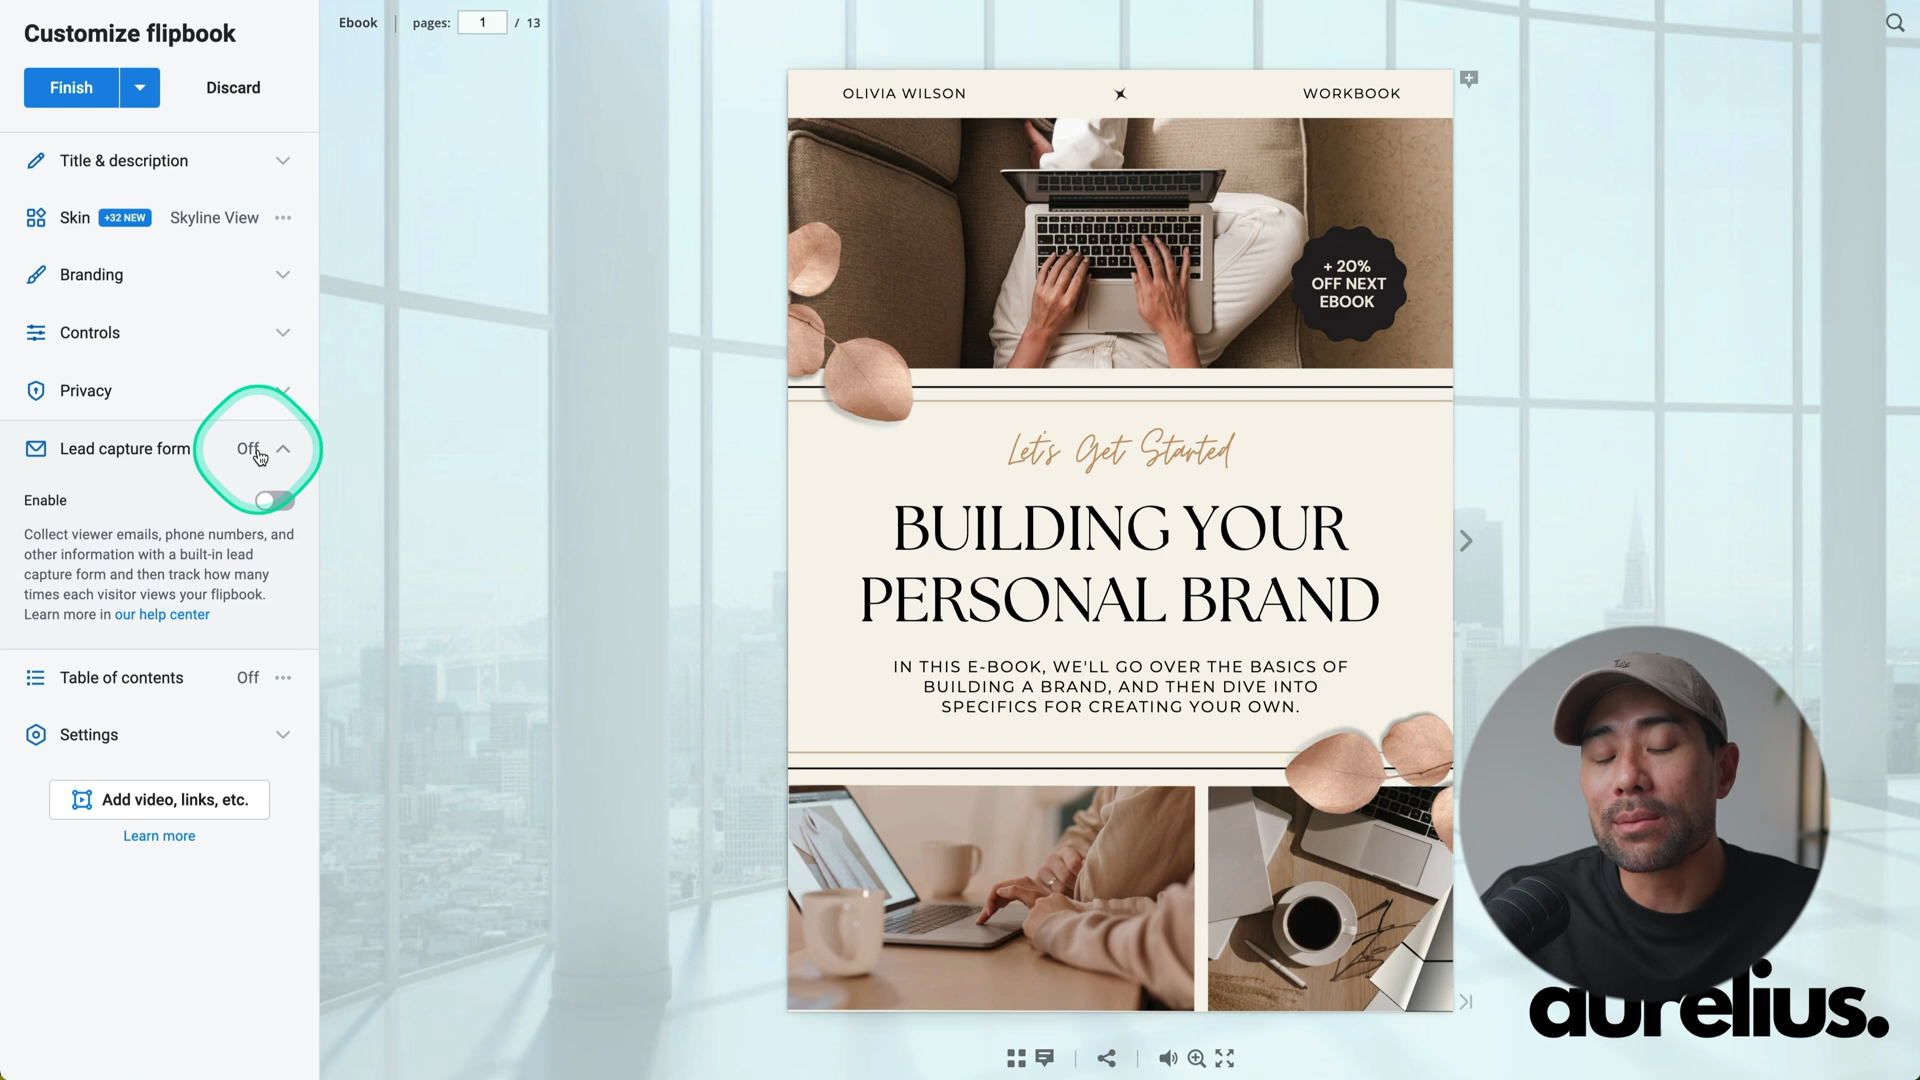 Customize flipbook
Finish
Discard
Title & description
Skin +32 NEW Skyline View
Branding
Controls
Privacy
Lead capture form Off
Enable
Collect viewer emails, phone numbers, and
other information with a built-in lead
capture form and then track how many
times each visitor views your flipbook.
Learn more in our help center
Table of contents Off
Settings
Add video, links, etc.
Learn more
Ebook pages: 1 / 13
OLIVIA WILSON WORKBOOK
+ 20%
OFF NEXT
EBOOK
Let's Get Started
BUILDING YOUR
PERSONAL BRAND
IN THIS E-BOOK, WE'LL GO OVER THE BASICS OF
BUILDING A BRAND, AND THEN DIVE INTO
SPECIFICS FOR CREATING YOUR OWN.
aurelius.